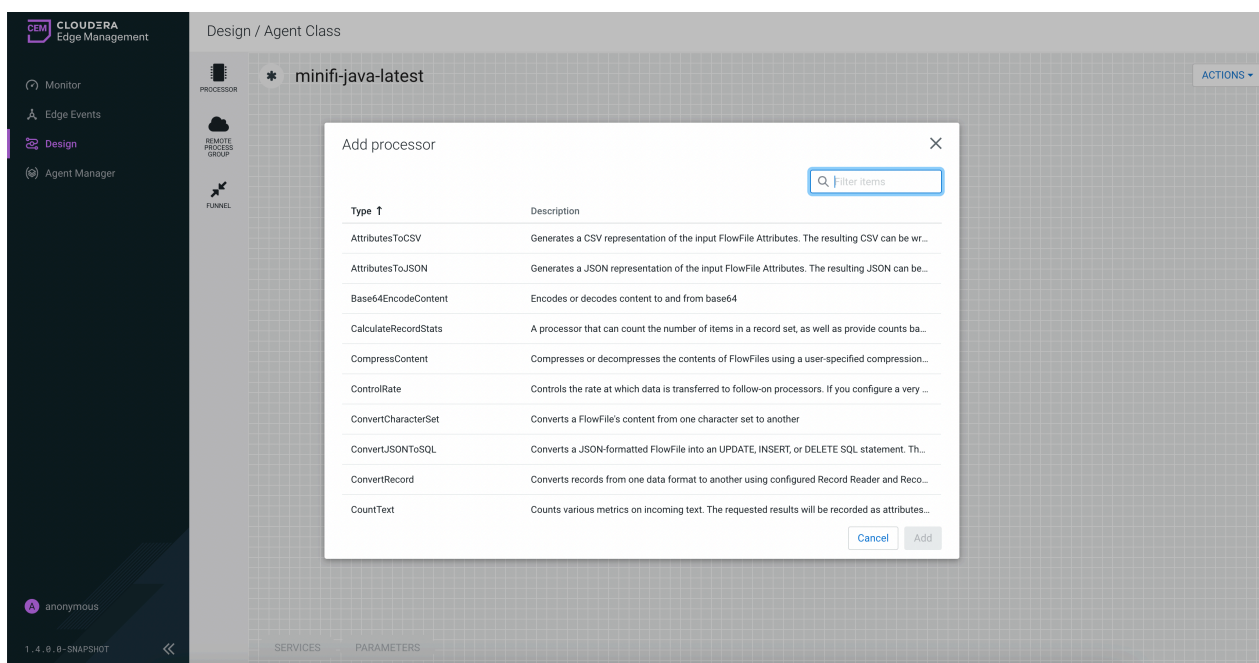 CEM
CLOUDERA
Edge Management
Design / Agent Class
Monitor
Edge Events
Design
Agent Manager
PROCESSOR
REMOTE
PROCESS
GROUP
FUNNEL
minifi-java-latest
ACTIONS
Add processor
Filter items
Type ↑ Description
AttributesToCSV Generates a CSV representation of the input FlowFile Attributes. The resulting CSV can be wr...
AttributesToJSON Generates a JSON representation of the input FlowFile Attributes. The resulting JSON can be...
Base64EncodeContent Encodes or decodes content to and from base64
CalculateRecordStats A processor that can count the number of items in a record set, as well as provide counts ba...
CompressContent Compresses or decompresses the contents of FlowFiles using a user-specified compression...
ControlRate Controls the rate at which data is transferred to follow-on processors. If you configure a very ...
ConvertCharacterSet Converts a FlowFile's content from one character set to another
ConvertJSONToSQL Converts a JSON-formatted FlowFile into an UPDATE, INSERT, or DELETE SQL statement. Th...
ConvertRecord Converts records from one data format to another using configured Record Reader and Reco...
CountText Counts various metrics on incoming text. The requested results will be recorded as attributes...
Cancel Add
A anonymous
1.4.0.0-SNAPSHOT
SERVICES PARAMETERS